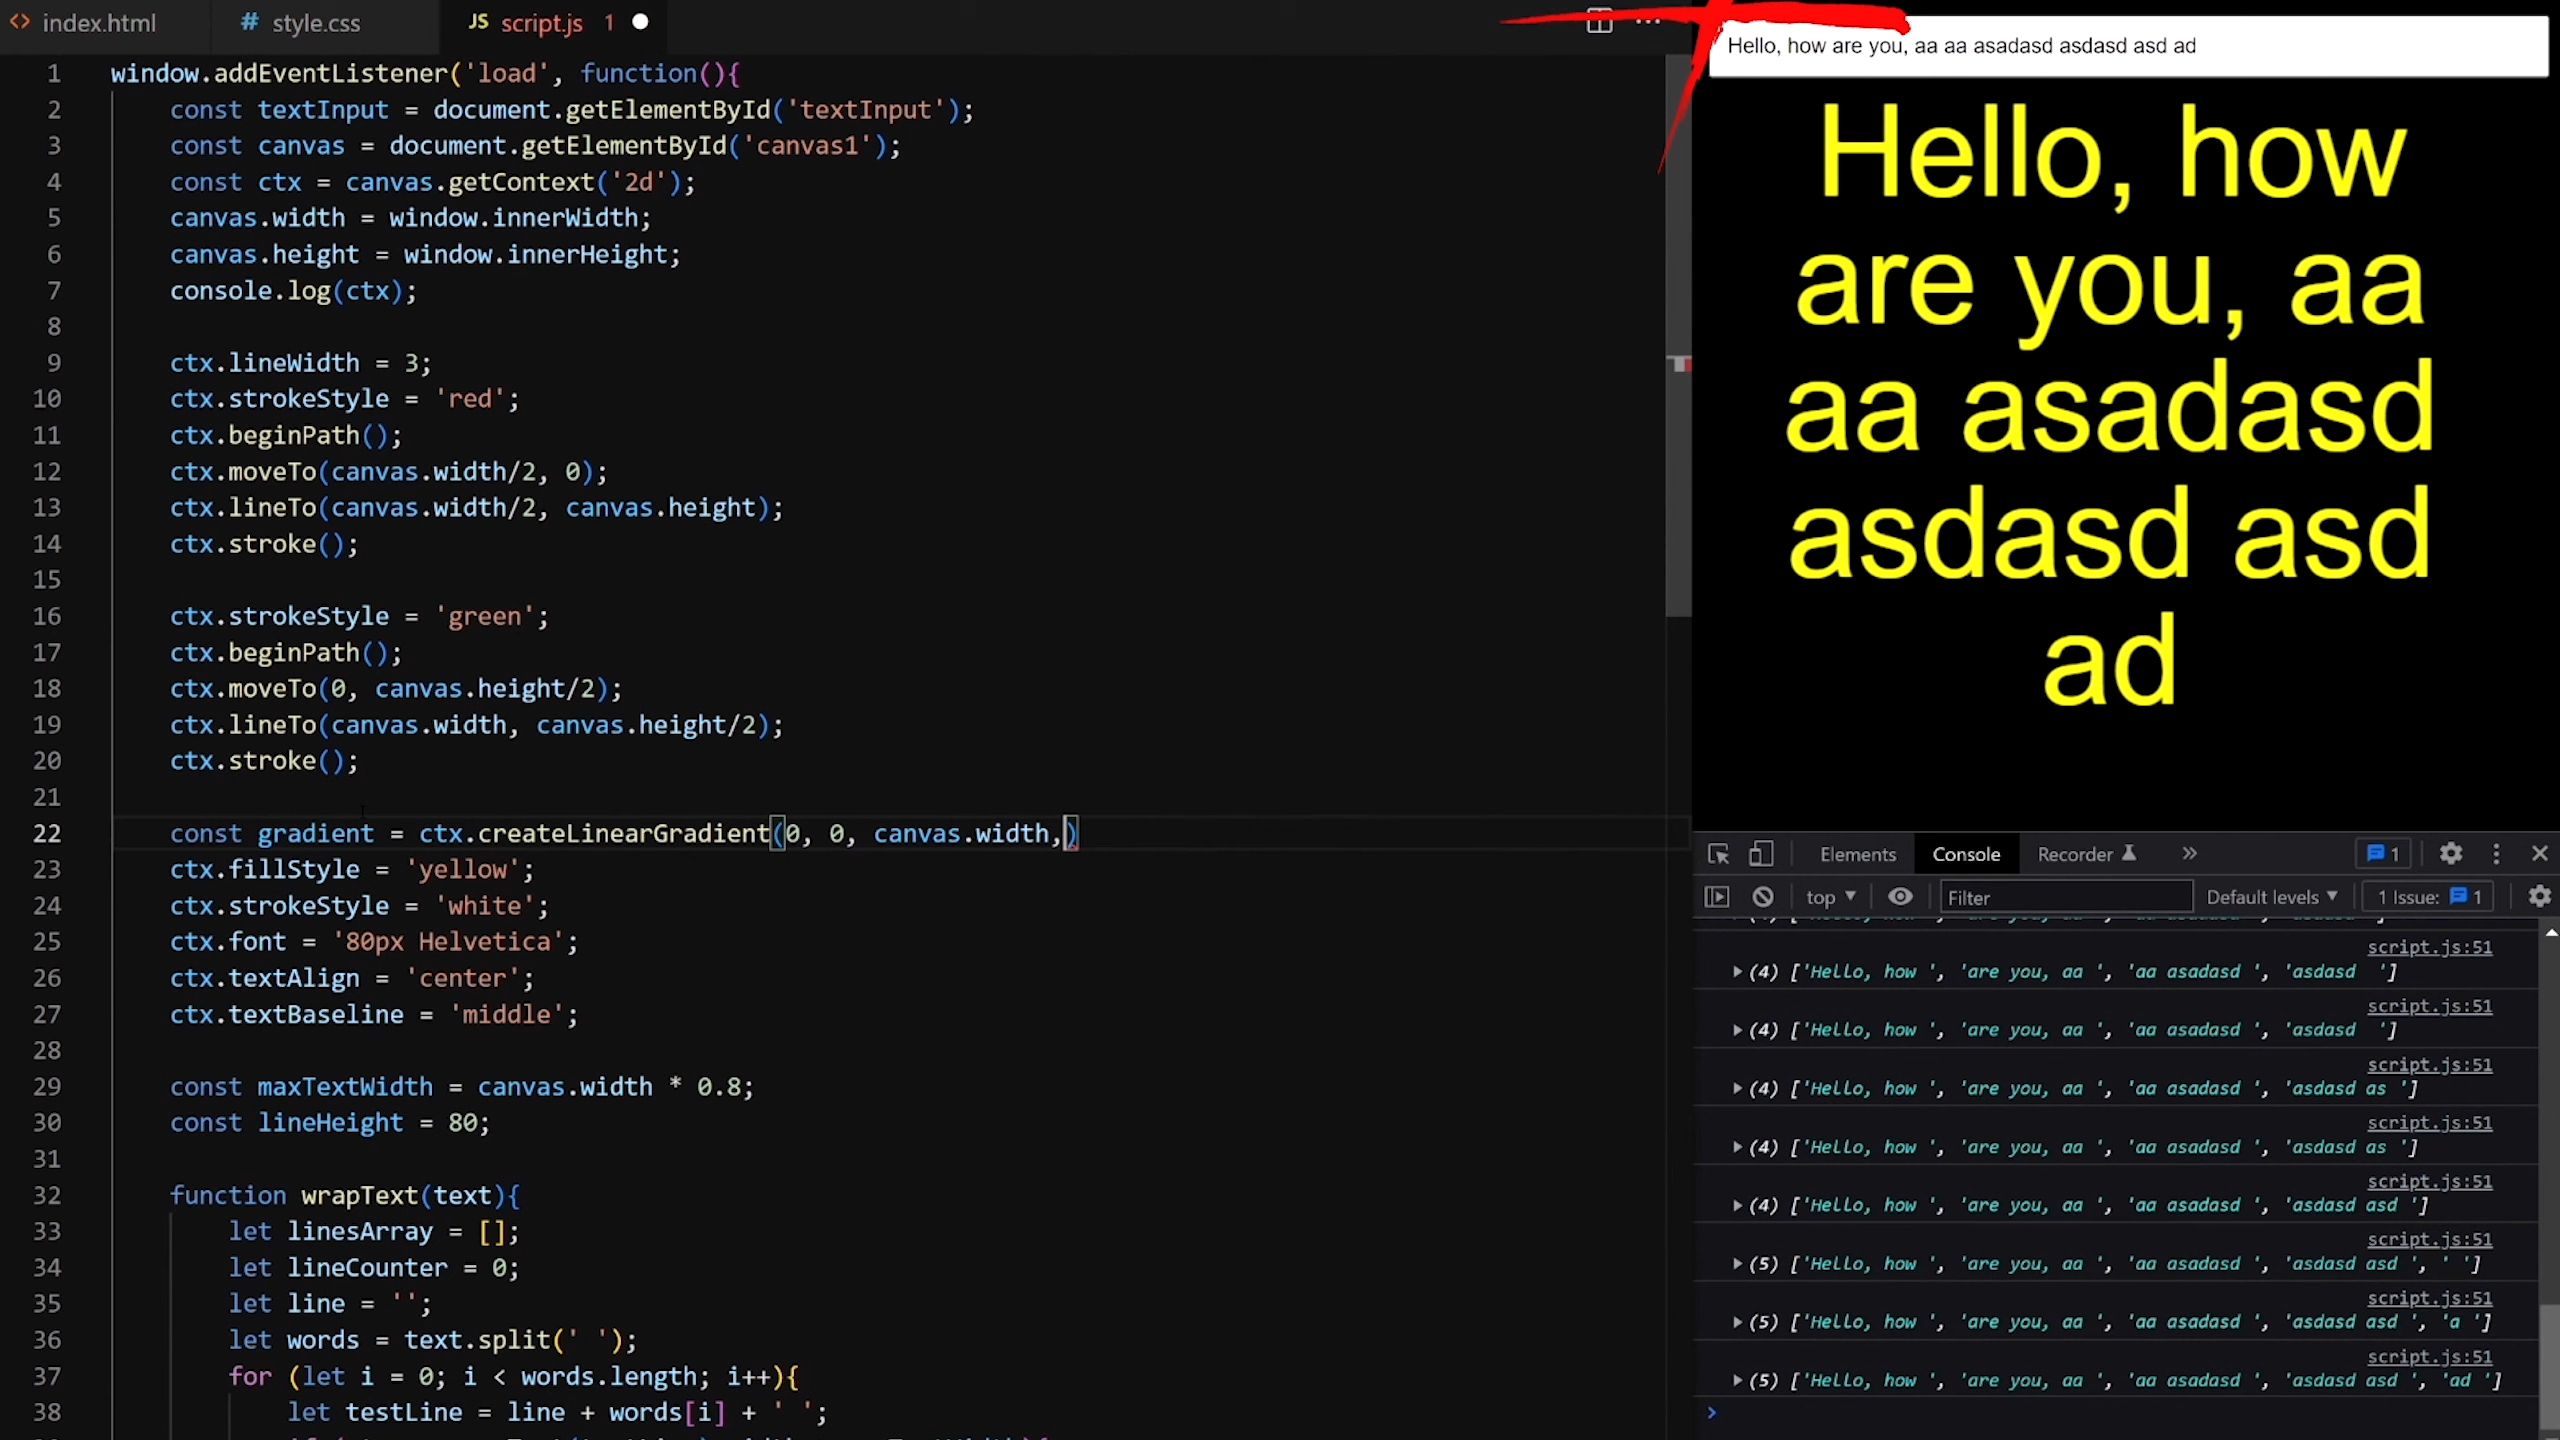 <> index.html # style.css JS script.js 1
1 window.addEventListener('load', function(){
2 const textInput = document.getElementById('textInput');
3 const canvas = document.getElementById('canvas1');
4 const ctx = canvas.getContext('2d');
5 canvas.width = window.innerWidth;
6 canvas.height = window.innerHeight;
7 console.log(ctx);
8
9 ctx.lineWidth = 3;
10 ctx.strokeStyle = 'red';
11 ctx.beginPath();
12 ctx.moveTo(canvas.width/2, 0);
13 ctx.lineTo(canvas.width/2, canvas.height);
14 ctx.stroke();
15
16 ctx.strokeStyle = 'green';
17 ctx.beginPath();
18 ctx.moveTo(0, canvas.height/2);
19 ctx.lineTo(canvas.width, canvas.height/2);
20 ctx.stroke();
21
22 const gradient = ctx.createLinearGradient(0, 0, canvas.width,)
23 ctx.fillStyle = 'yellow';
24 ctx.strokeStyle = 'white';
25 ctx.font = '80px Helvetica';
26 ctx.textAlign = 'center';
27 ctx.textBaseline = 'middle';
28
29 const maxTextWidth = canvas.width * 0.8;
30 const lineHeight = 80;
31
32 function wrapText(text){
33 let linesArray = [];
34 let lineCounter = 0;
35 let line = '';
36 let words = text.split(' ');
37 for (let i = 0; i < words.length; i++){
38 let testLine = line + words[i] + ' ';
Hello, how are you, aa aa asadasd asdasd asd ad
Hello, how
are you, aa
aa asadasd
asdasd asd
ad
Elements Console Recorder » 1
top Filter Default levels 1 Issue: 1
script.js:51
(4) ['Hello, how ', 'are you, aa ', 'aa asadasd ', 'asdasd  ']
script.js:51
(4) ['Hello, how ', 'are you, aa ', 'aa asadasd ', 'asdasd  ']
script.js:51
(4) ['Hello, how ', 'are you, aa ', 'aa asadasd ', 'asdasd as ']
script.js:51
(4) ['Hello, how ', 'are you, aa ', 'aa asadasd ', 'asdasd as ']
script.js:51
(4) ['Hello, how ', 'are you, aa ', 'aa asadasd ', 'asdasd asd ']
script.js:51
(5) ['Hello, how ', 'are you, aa ', 'aa asadasd ', 'asdasd asd ', ' ']
script.js:51
(5) ['Hello, how ', 'are you, aa ', 'aa asadasd ', 'asdasd asd ', 'a ']
script.js:51
(5) ['Hello, how ', 'are you, aa ', 'aa asadasd ', 'asdasd asd ', 'ad ']